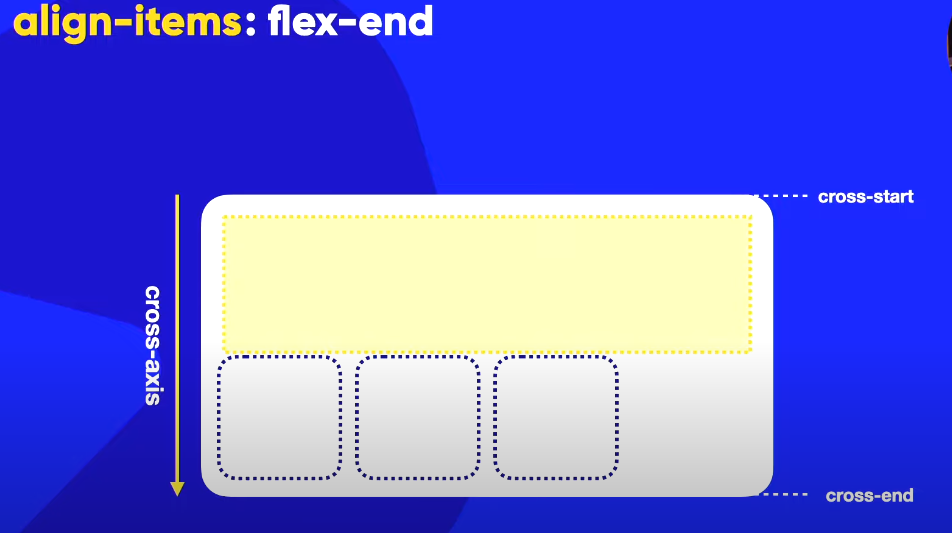 align-items: flex-end
cross-start
cross-axis
cross-end